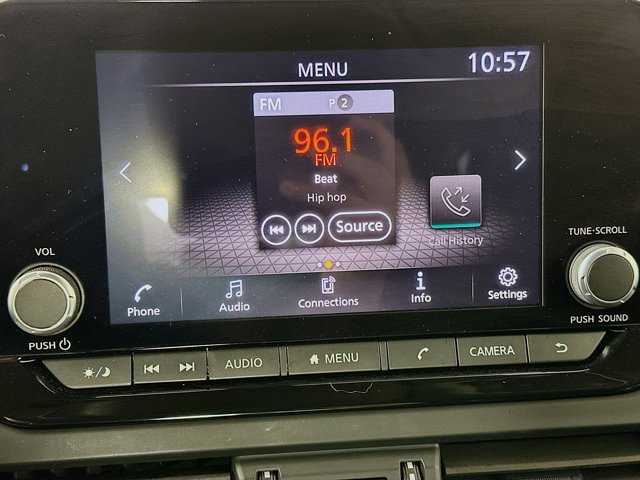 MENU
10:57
FM P 2
96.1
FM
Beat
Hip hop
Source
Call History
Phone
Audio
Connections
Info
Settings
VOL
PUSH
TUNE·SCROLL
PUSH SOUND
AUDIO
MENU
CAMERA